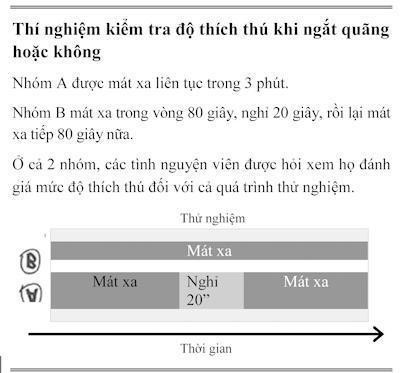 Thí nghiệm kiểm tra độ thích thú khi ngắt quãng
hoặc không
Nhóm A được mát xa liên tục trong 3 phút.
Nhóm B mát xa trong vòng 80 giây, nghỉ 20 giây, rồi lại mát
xa tiếp 80 giây nữa.
Ở cả 2 nhóm, các tình nguyện viên được hỏi xem họ đánh
giá mức độ thích thú đối với cả quá trình thử nghiệm.
Thử nghiệm
B
Mát xa
A
Mát xa
Nghỉ
20”
Mát xa
Thời gian